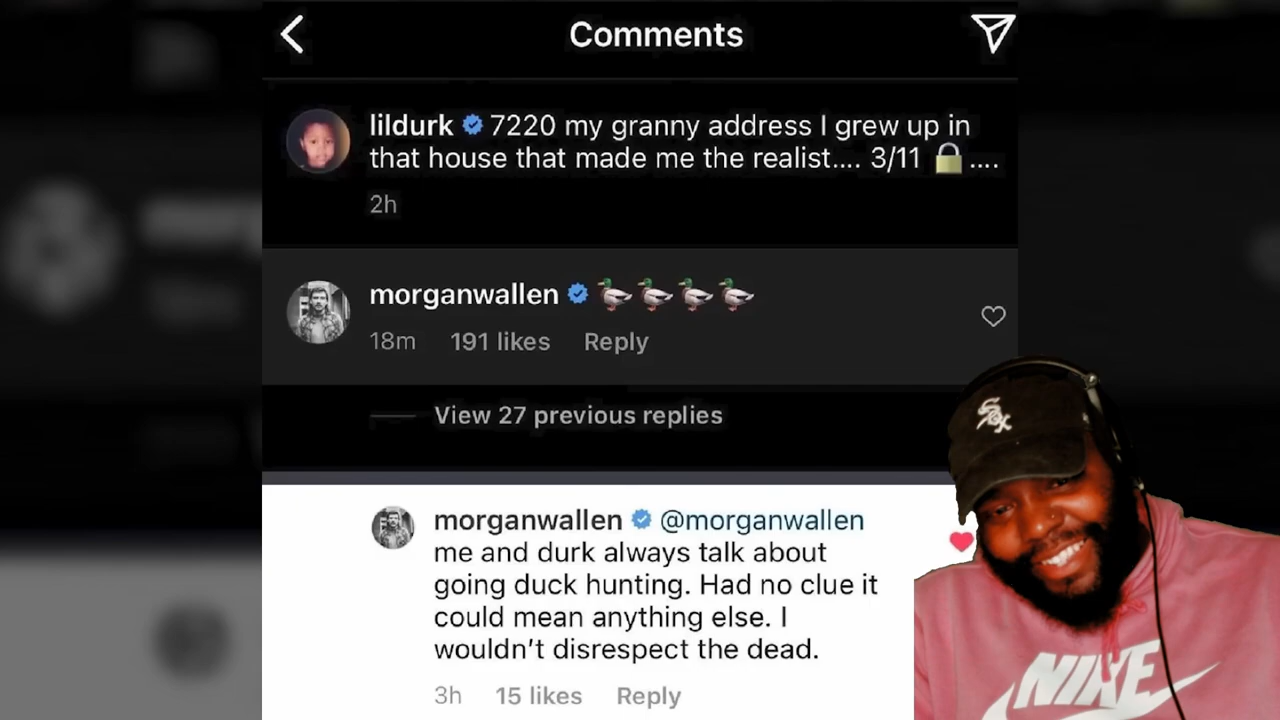 Comments
lildurk 7220 my granny address I grew up in
that house that made me the realist.... 3/11 🔒....
2h
morganwallen 🦆🦆🦆🦆
18m 191 likes Reply
View 27 previous replies
morganwallen @morganwallen
me and durk always talk about
going duck hunting. Had no clue it
could mean anything else. I
wouldn't disrespect the dead.
3h 15 likes Reply
Sox
NIKE